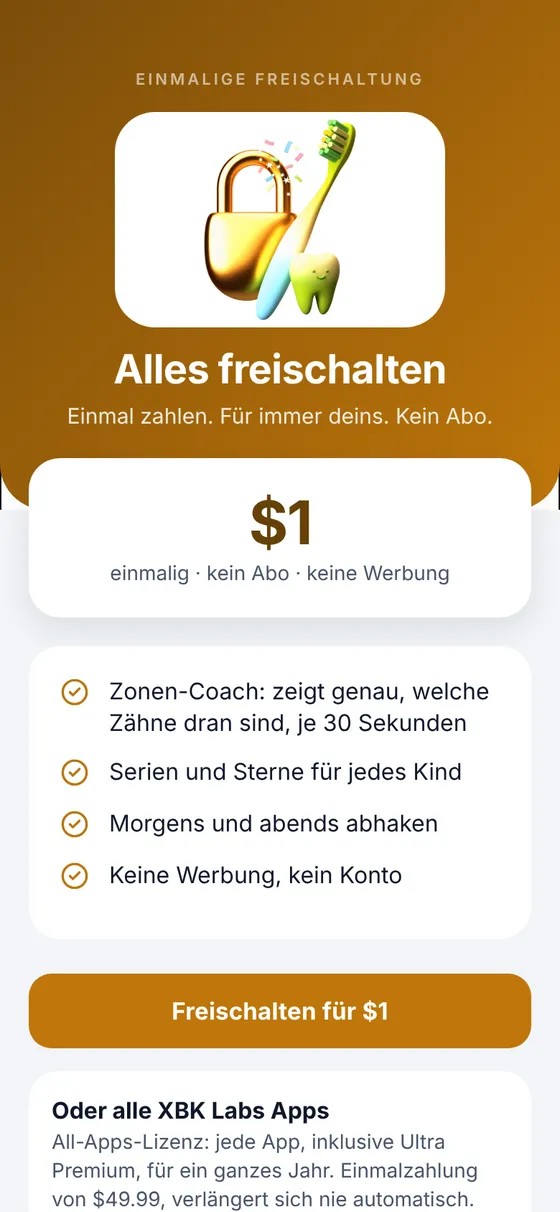 EINMALIGE FREISCHALTUNG
Alles freischalten
Einmal zahlen. Für immer deins. Kein Abo.
$1
einmalig · kein Abo · keine Werbung
Zonen-Coach: zeigt genau, welche
Zähne dran sind, je 30 Sekunden
Serien und Sterne für jedes Kind
Morgens und abends abhaken
Keine Werbung, kein Konto
Freischalten für $1
Oder alle XBK Labs Apps
All-Apps-Lizenz: jede App, inklusive Ultra
Premium, für ein ganzes Jahr. Einmalzahlung
von $49.99, verlängert sich nie automatisch.